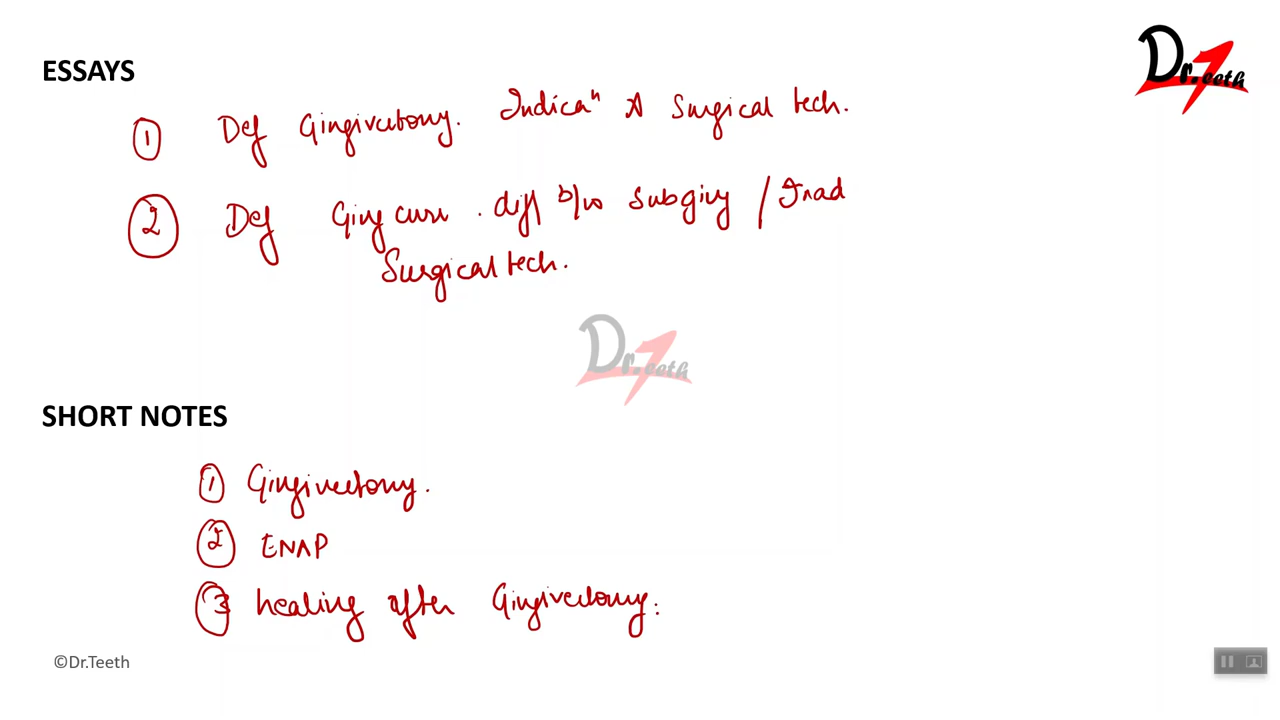 Dr.Teeth
ESSAYS
① Def Gingivectomy. Indicaⁿ & Surgical tech.
② Def Ging cure. diff b/w subging / Trad
Surgical tech.
Dr.Teeth
SHORT NOTES
① Gingivectomy.
② ENAP
③ healing after Gingivectomy.
©Dr.Teeth